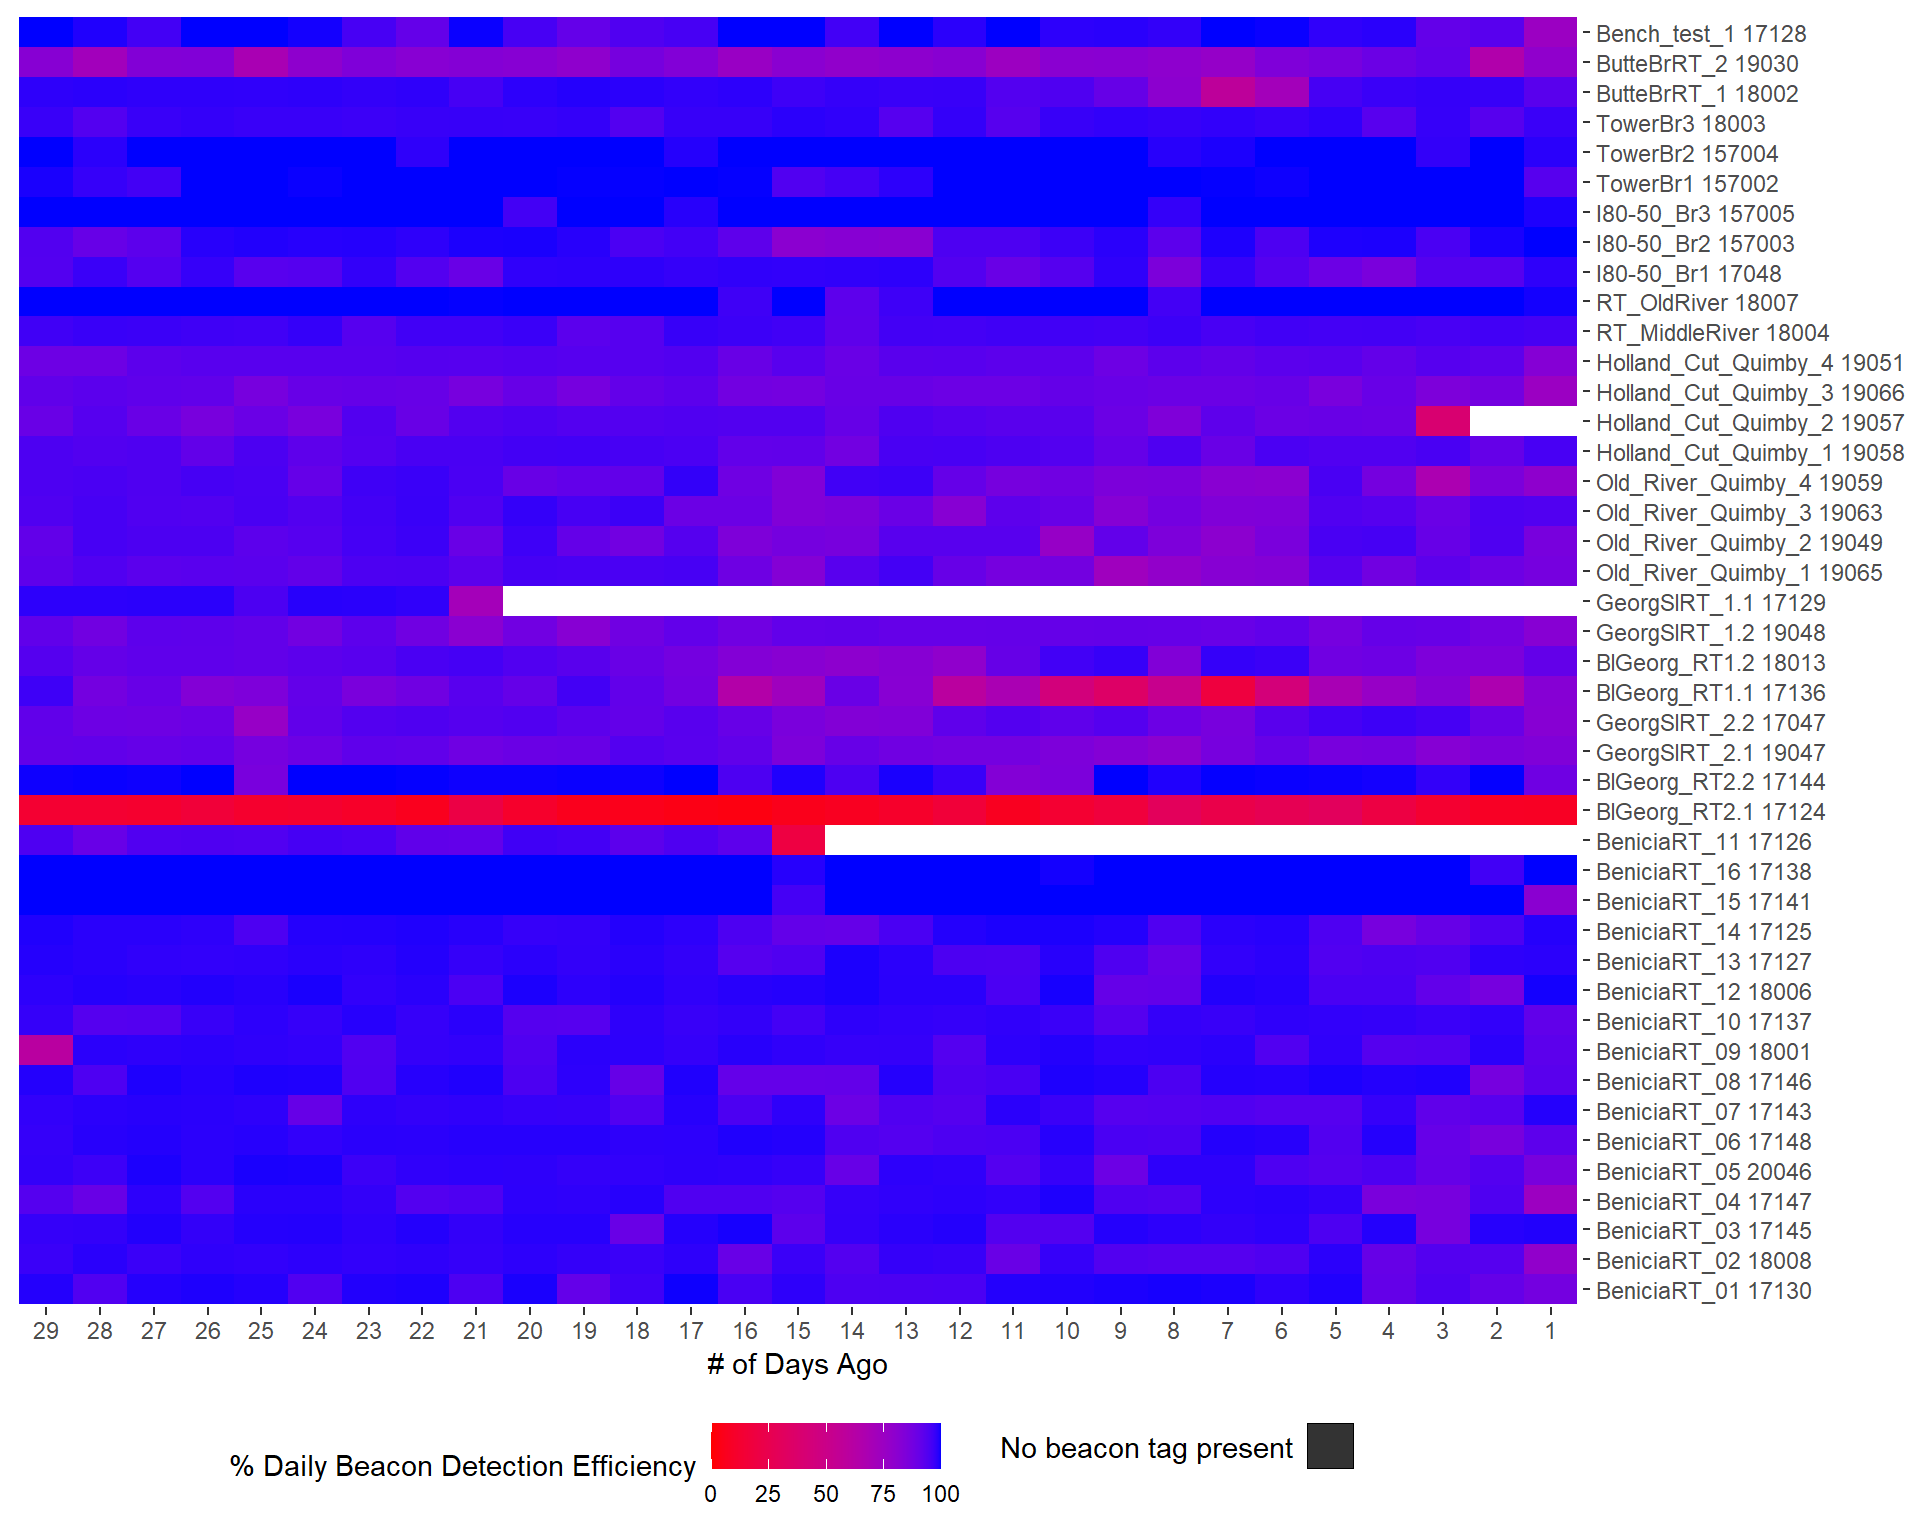 Bench_test_1 17128
ButteBrRT_2 19030
ButteBrRT_1 18002
TowerBr3 18003
TowerBr2 157004
TowerBr1 157002
I80-50_Br3 157005
I80-50_Br2 157003
I80-50_Br1 17048
RT_OldRiver 18007
RT_MiddleRiver 18004
Holland_Cut_Quimby_4 19051
Holland_Cut_Quimby_3 19066
Holland_Cut_Quimby_2 19057
Holland_Cut_Quimby_1 19058
Old_River_Quimby_4 19059
Old_River_Quimby_3 19063
Old_River_Quimby_2 19049
Old_River_Quimby_1 19065
GeorgSlRT_1.1 17129
GeorgSlRT_1.2 19048
BlGeorg_RT1.2 18013
BlGeorg_RT1.1 17136
GeorgSlRT_2.2 17047
GeorgSlRT_2.1 19047
BlGeorg_RT2.2 17144
BlGeorg_RT2.1 17124
BeniciaRT_11 17126
BeniciaRT_16 17138
BeniciaRT_15 17141
BeniciaRT_14 17125
BeniciaRT_13 17127
BeniciaRT_12 18006
BeniciaRT_10 17137
BeniciaRT_09 18001
BeniciaRT_08 17146
BeniciaRT_07 17143
BeniciaRT_06 17148
BeniciaRT_05 20046
BeniciaRT_04 17147
BeniciaRT_03 17145
BeniciaRT_02 18008
BeniciaRT_01 17130
29 28 27 26 25 24 23 22 21 20 19 18 17 16 15 14 13 12 11 10 9 8 7 6 5 4 3 2 1
# of Days Ago
% Daily Beacon Detection Efficiency
0 25 50 75 100
No beacon tag present